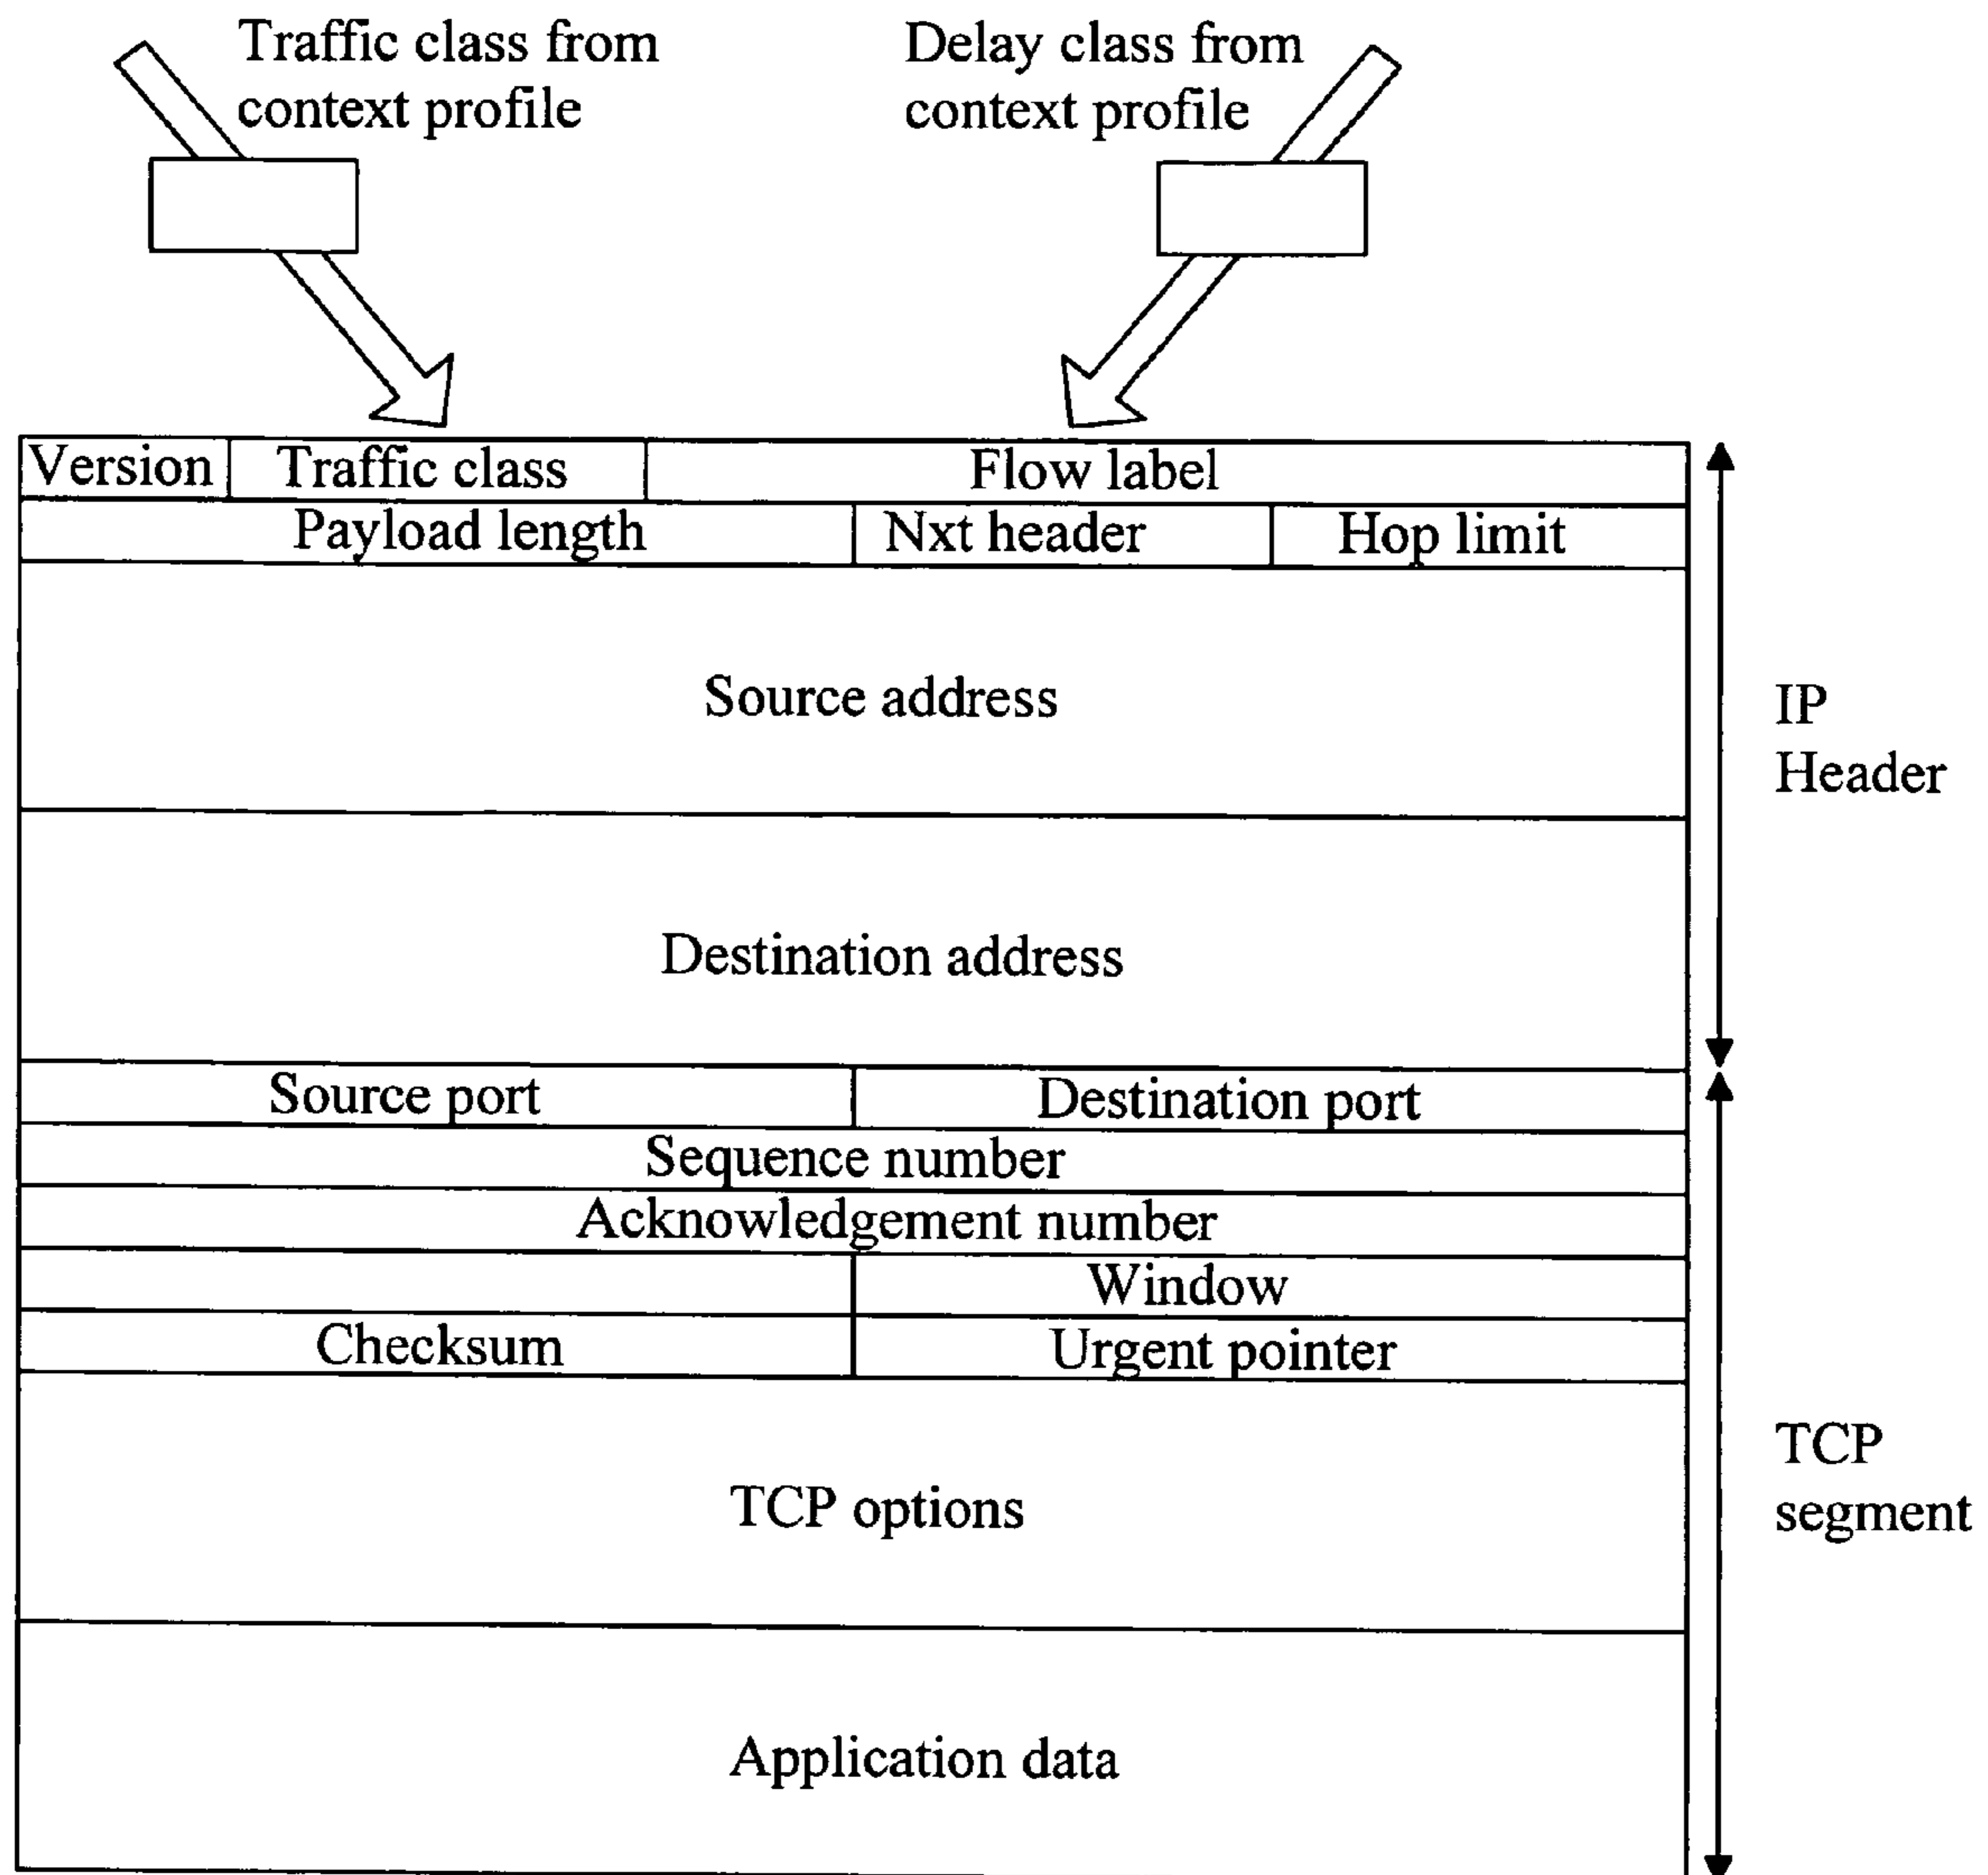 Traffic class from
context profile
Delay class from
context profile
Version
Traffic class
Flow label
Payload length
Nxt header
Hop limit
Source address
IP
Header
Destination address
Source port
Destination port
Sequence number
Acknowledgement number
Window
Checksum
Urgent pointer
TCP
segment
TCP options
Application data